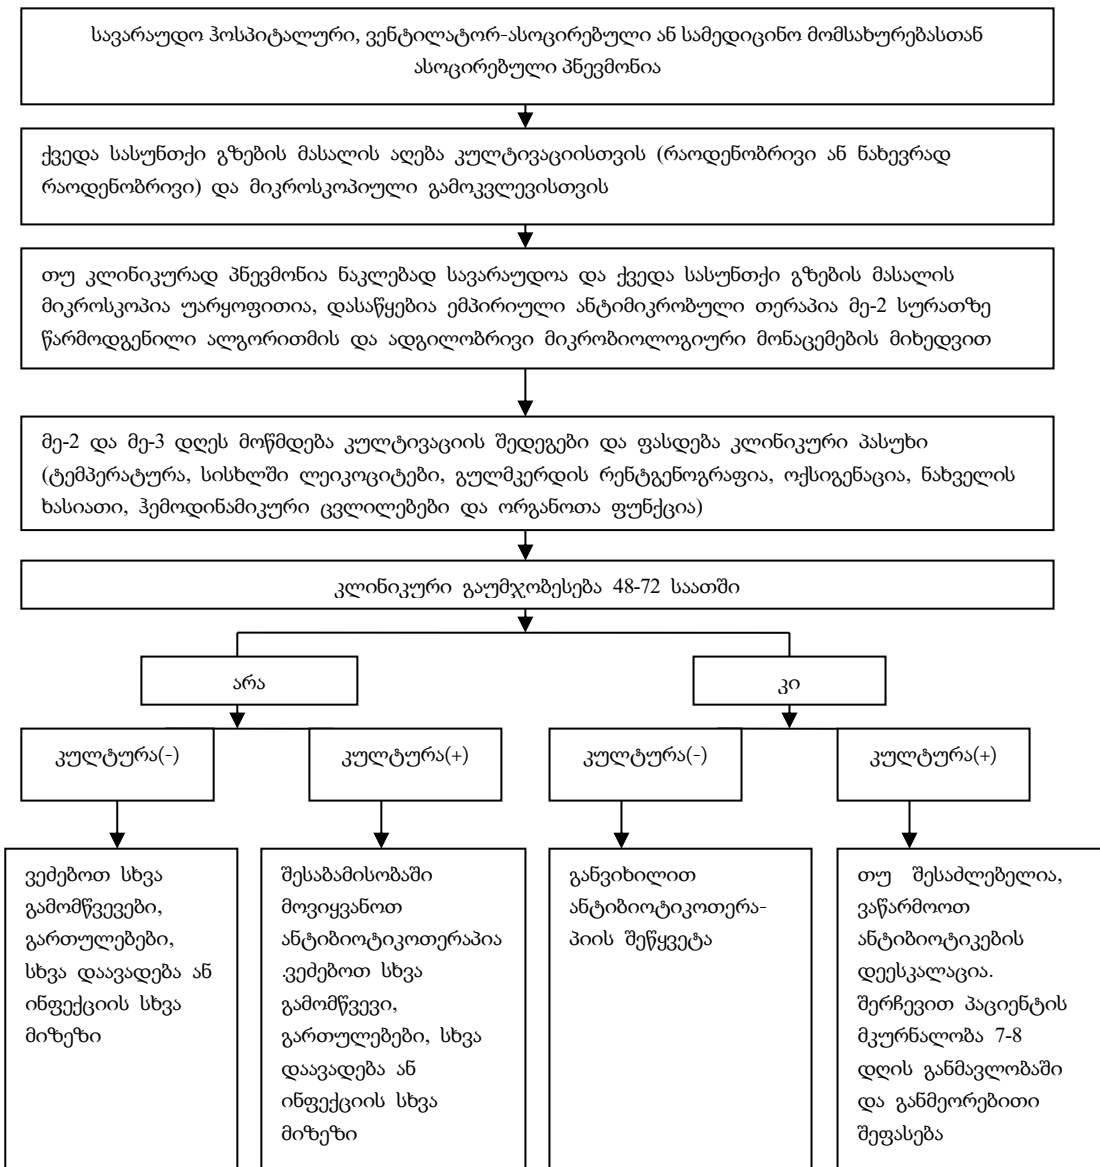 სავარაუდო ჰოსპიტალური, ვენტილატორ-ასოცირებული ან სამედიცინო მომსახურებასთან
ასოცირებული პნევმონია
ქვედა სასუნთქი გზების მასალის აღება კულტივაციისთვის (რაოდენობრივი ან ნახევრად
რაოდენობრივი) და მიკროსკოპიული გამოკვლევისთვის
თუ კლინიკურად პნევმონია ნაკლებად სავარაუდოა და ქვედა სასუნთქი გზების მასალის
მიკროსკოპია უარყოფითია, დასაწყებია ემპირიული ანტიმიკრობული თერაპია მე-2 სურათზე
წარმოდგენილი ალგორითმის და ადგილობრივი მიკრობიოლოგიური მონაცემების მიხედვით
მე-2 და მე-3 დღეს მოწმდება კულტივაციის შედეგები და ფასდება კლინიკური პასუხი
(ტემპერატურა, სისხლში ლეიკოციტები, გულმკერდის რენტგენოგრაფია, ოქსიგენაცია, ნახველის
ხასიათი, ჰემოდინამიკური ცვლილებები და ორგანოთა ფუნქცია)
კლინიკური გაუმჯობესება 48-72 საათში
არა
კი
კულტურა(-)
კულტურა(+)
კულტურა(-)
კულტურა(+)
ვეძებოთ სხვა
გამომწვევები,
გართულებები,
სხვა დაავადება ან
ინფექციის სხვა
მიზეზი
შესაბამისობაში
მოვიყვანოთ
ანტიბიოტიკოთერაპია
.ვეძებოთ სხვა
გამომწვევი,
გართულებები, სხვა
დაავადება ან
ინფექციის სხვა
მიზეზი
განვიხილით
ანტიბიოტიკოთერა-
პიის შეწყვეტა
თუ შესაძლებელია,
ვაწარმოოთ
ანტიბიოტიკების
დეესკალაცია.
შერჩევით პაციენტის
მკურნალობა 7-8
დღის განმავლობაში
და განმეორებითი
შეფასება